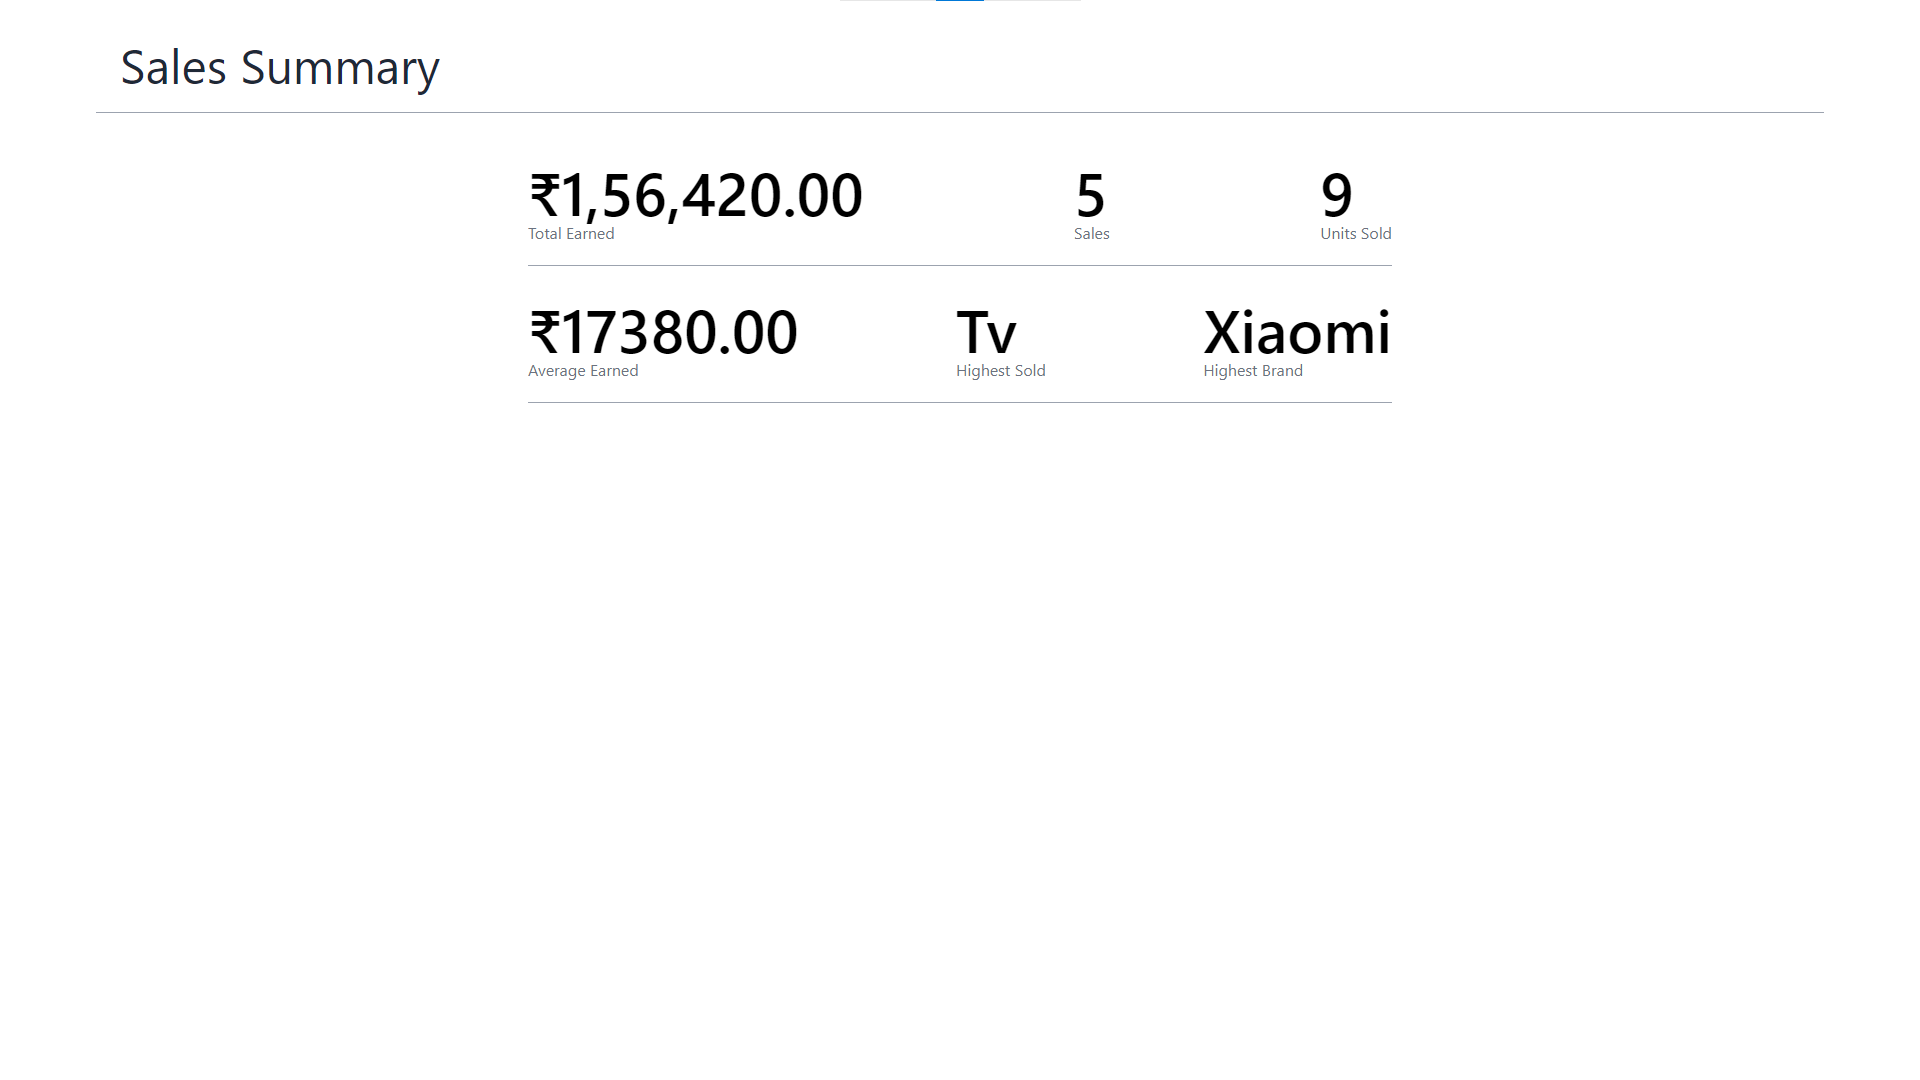 Sales Summary
₹1,56,420.00 5 9
Total Earned Sales Units Sold
₹17380.00 Tv Xiaomi
Average Earned Highest Sold Highest Brand